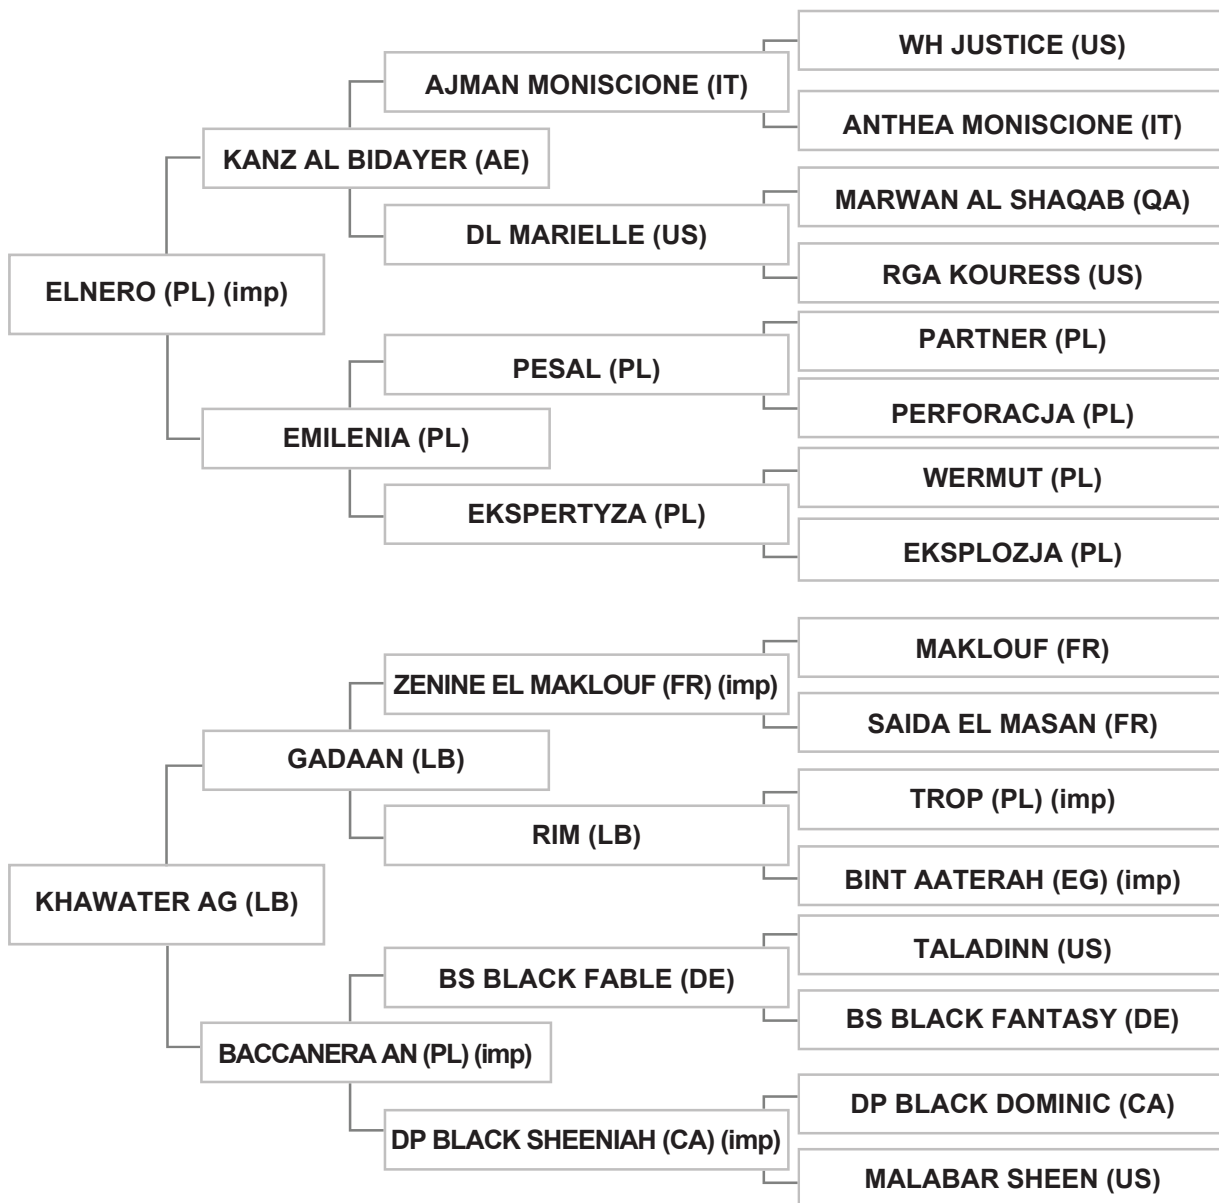 WH JUSTICE (US)
AJMAN MONISCIONE (IT)
ANTHEA MONISCIONE (IT)
KANZ AL BIDAYER (AE)
MARWAN AL SHAQAB (QA)
DL MARIELLE (US)
RGA KOURESS (US)
ELNERO (PL) (imp)
PARTNER (PL)
PESAL (PL)
PERFORACJA (PL)
EMILENIA (PL)
WERMUT (PL)
EKSPERTYZA (PL)
EKSPLOZJA (PL)
MAKLOUF (FR)
ZENINE EL MAKLOUF (FR) (imp)
SAIDA EL MASAN (FR)
GADAAN (LB)
TROP (PL) (imp)
RIM (LB)
BINT AATERAH (EG) (imp)
KHAWATER AG (LB)
TALADINN (US)
BS BLACK FABLE (DE)
BS BLACK FANTASY (DE)
BACCANERA AN (PL) (imp)
DP BLACK DOMINIC (CA)
DP BLACK SHEENIAH (CA) (imp)
MALABAR SHEEN (US)